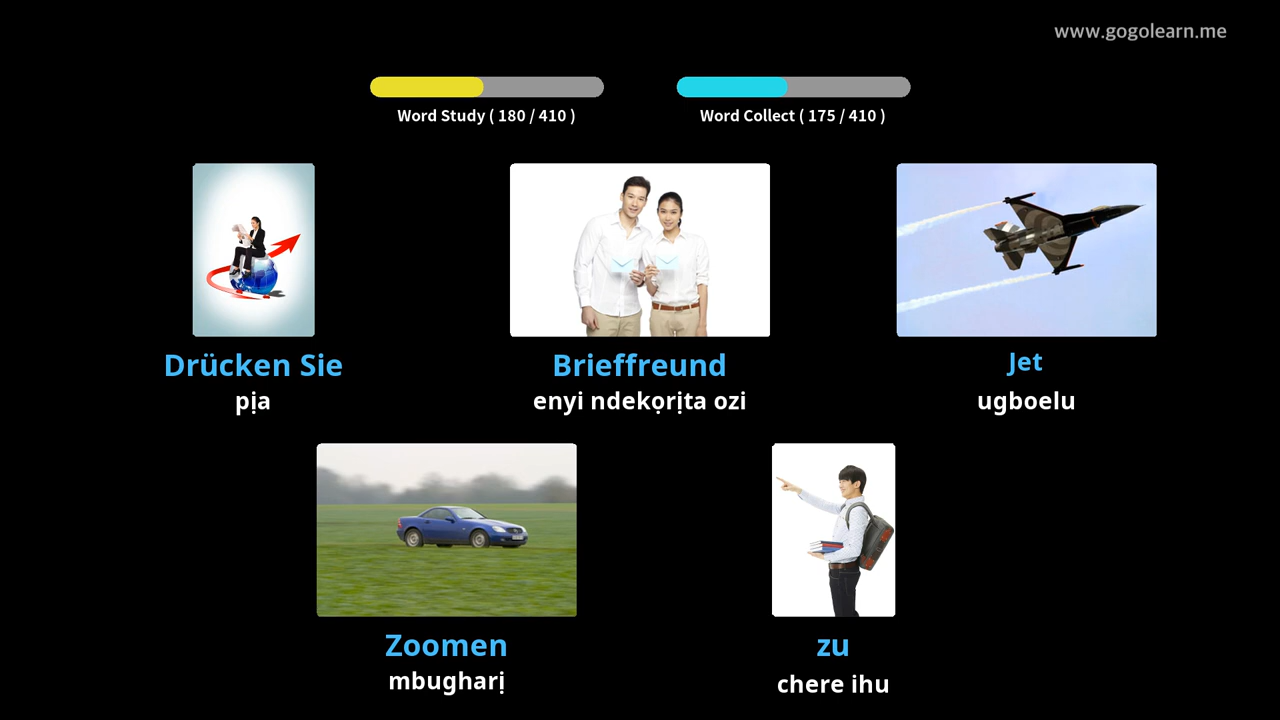 www.gogolearn.me
Word Study ( 180 / 410 )
Word Collect ( 175 / 410 )
Drücken Sie
pịa
Brieffreund
enyi ndekọrịta ozi
Jet
ugboelu
Zoomen
mbugharị
zu
chere ihu